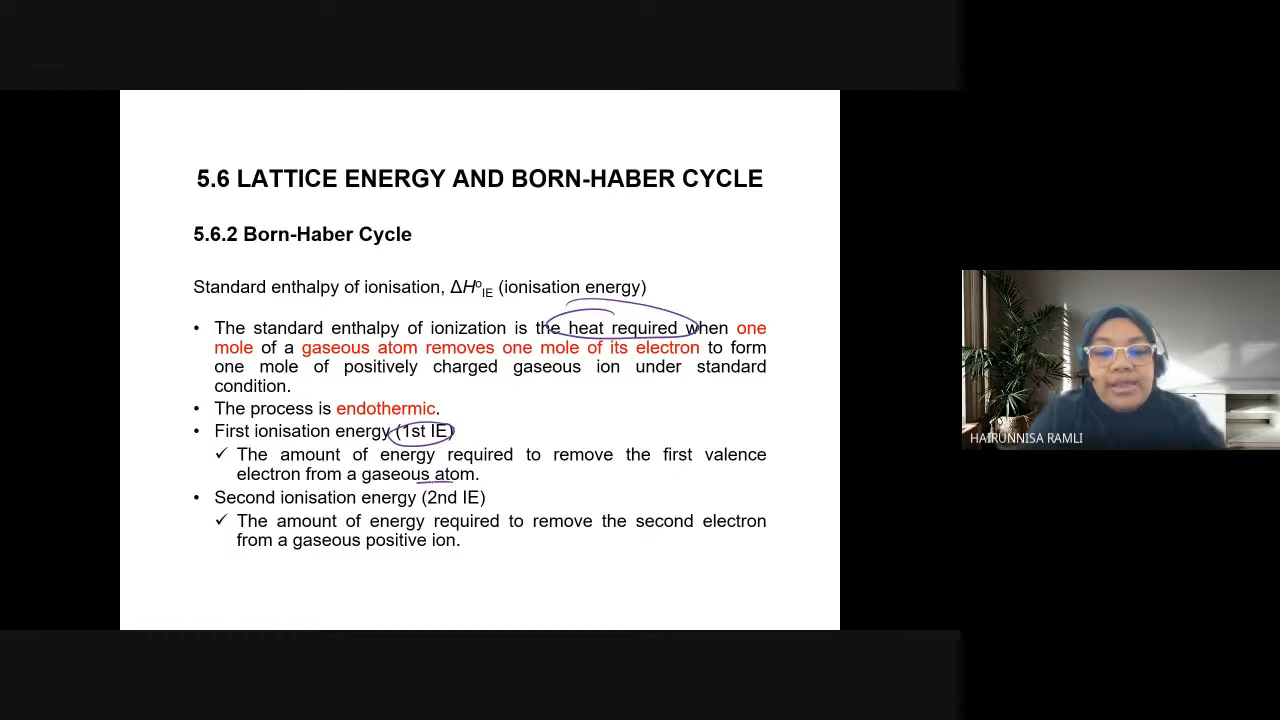 5.6 LATTICE ENERGY AND BORN-HABER CYCLE
5.6.2 Born-Haber Cycle
Standard enthalpy of ionisation, ΔH°IE (ionisation energy)
• The standard enthalpy of ionization is the heat required when one
mole of a gaseous atom removes one mole of its electron to form
one mole of positively charged gaseous ion under standard
condition.
• The process is endothermic.
• First ionisation energy (1st IE)
✓ The amount of energy required to remove the first valence
electron from a gaseous atom.
• Second ionisation energy (2nd IE)
✓ The amount of energy required to remove the second electron
from a gaseous positive ion.
HAIRUNNISA RAMLI